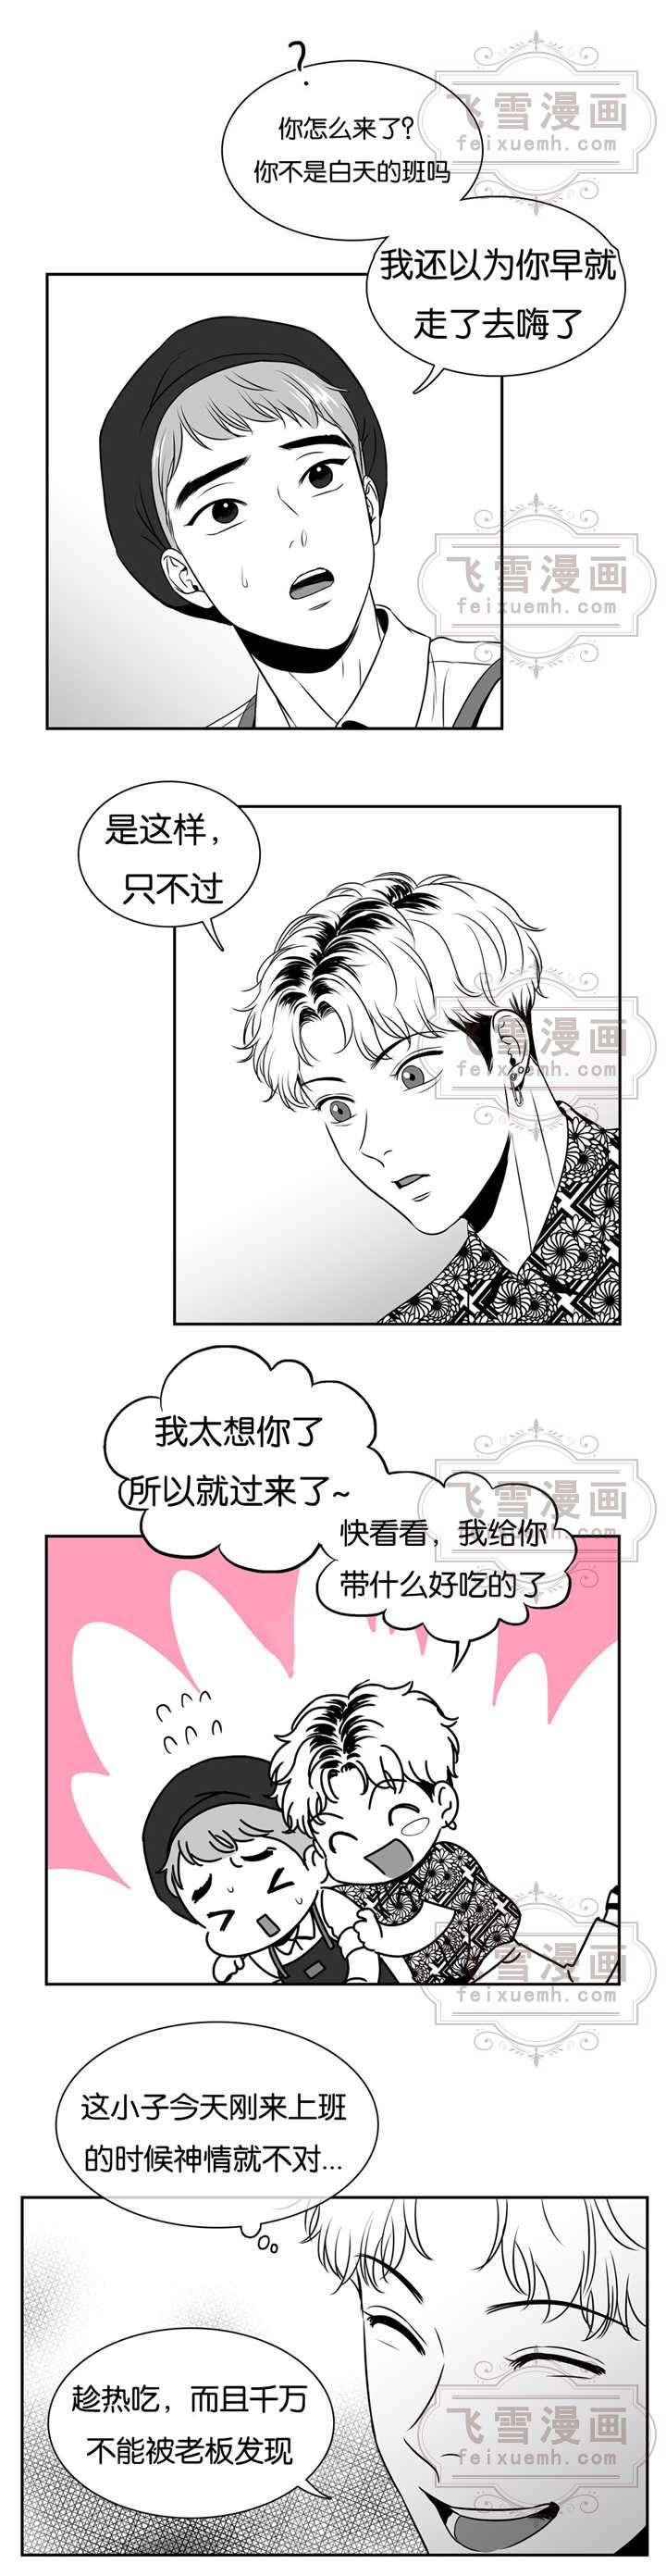 ?
飞雪漫画
feixuemh.com
你怎么来了?
你不是白天的班吗
我还以为你早就
走了去嗨了
飞雪漫画
feixuemh.com
是这样，
只不过
飞雪漫画
feixuemh.com
我太想你了
所以就过来了~
飞雪漫画
feixuemh.com
快看看，我给你
带什么好吃的了
飞雪漫画
feixuemh.com
这小子今天刚来上班
的时候神情就不对...
趁热吃，而且千万
不能被老板发现
飞雪漫画
feixuemh.com